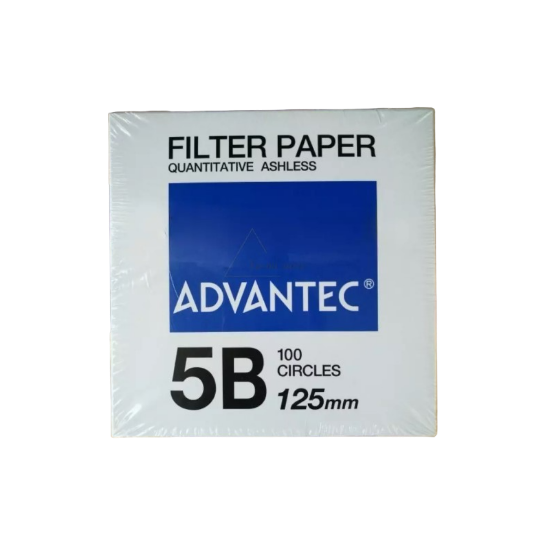 FILTER PAPER
QUANTITATIVE ASHLESS
ADVANTEC®
5B
100
CIRCLES
125mm